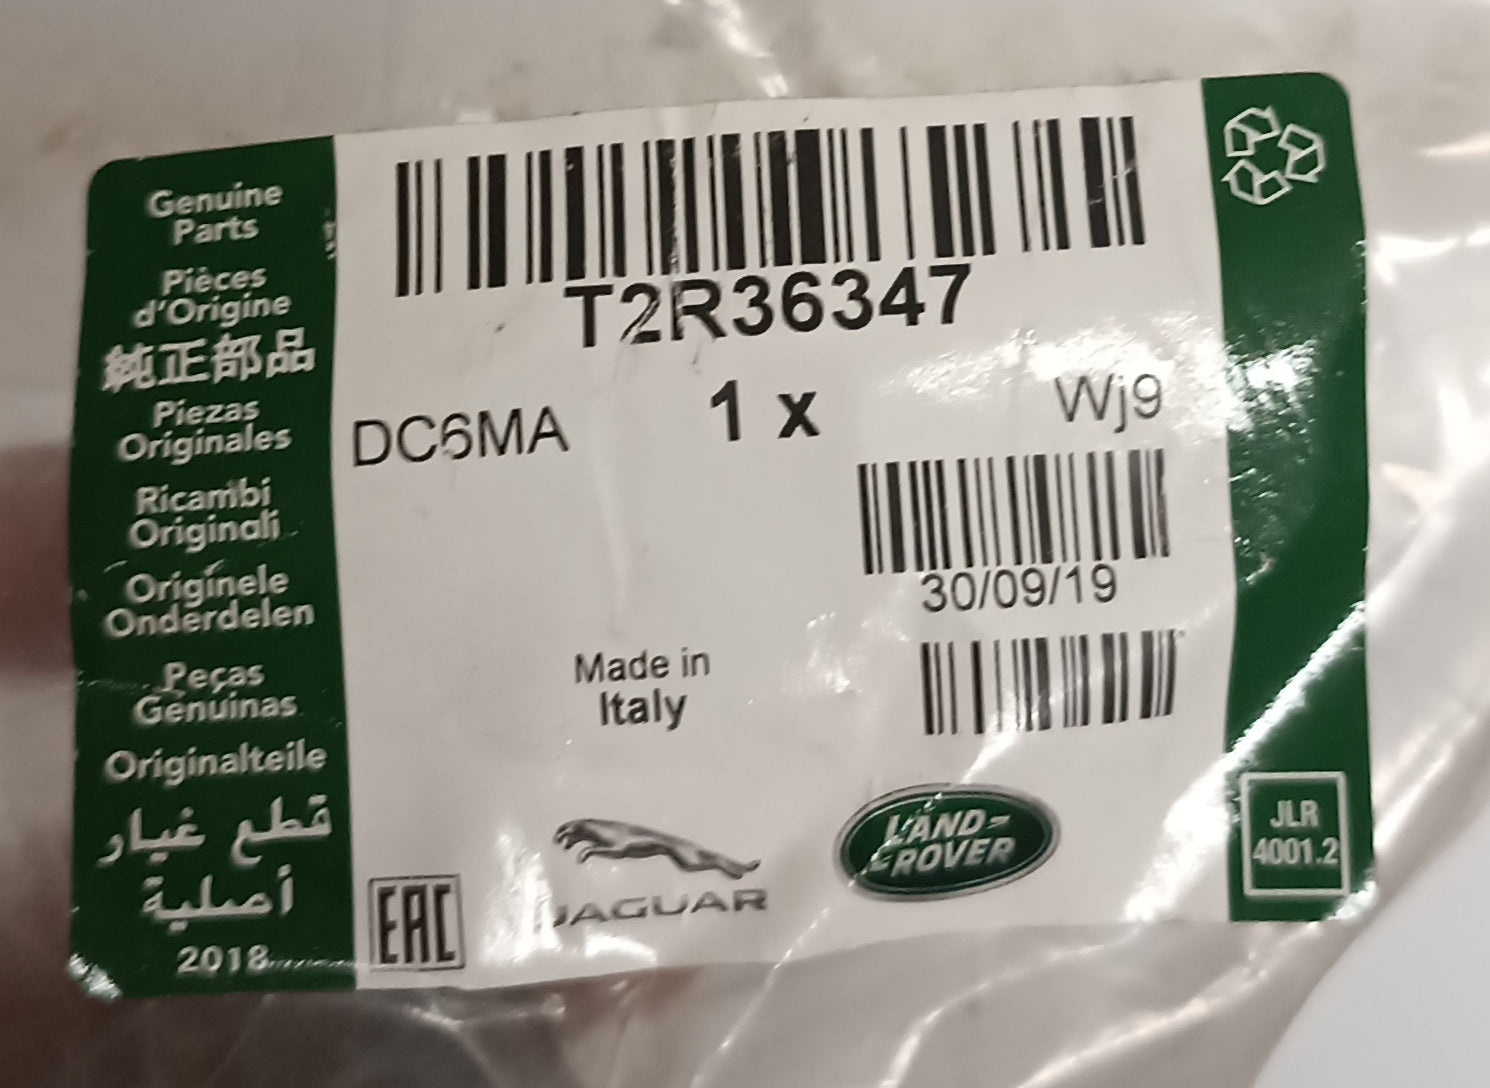 Genuine
Parts
Pièces
d'Origine
純正部品
Piezas
Originales
Ricambi
Originali
Originele
Onderdelen
Peças
Genuinas
Originalteile
قطع غيار
أصلية
2018
T2R36347
DC6MA
1 x
Wj9
30/09/19
Made in
Italy
EAC
JAGUAR
LAND-
ROVER
JLR
4001.2